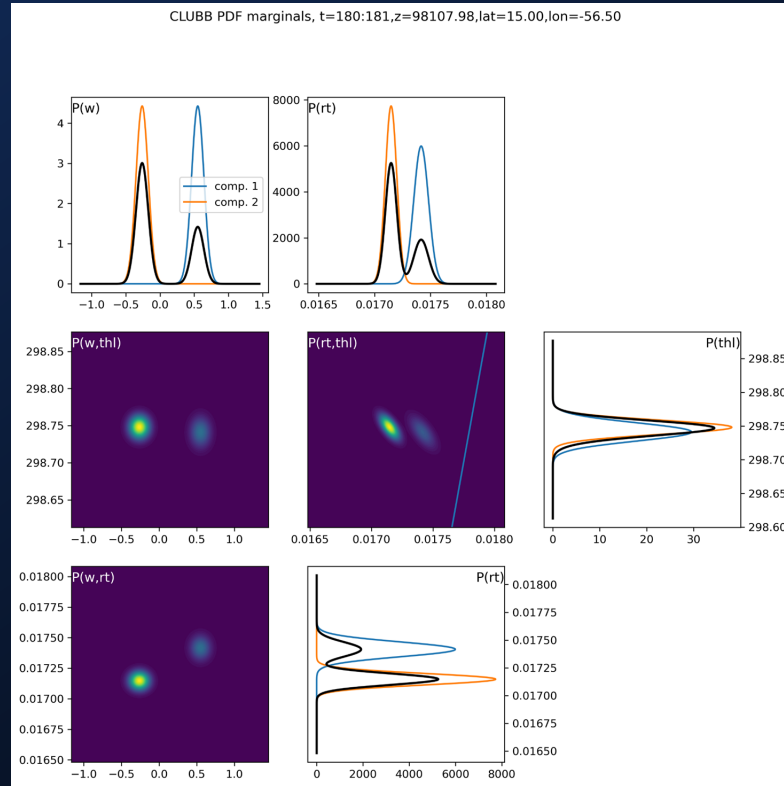 CLUBB PDF marginals, t=180:181,z=98107.98,lat=15.00,lon=-56.50
P(w)
4
3
2
1
0
-1.0 -0.5 0.0 0.5 1.0 1.5
comp. 1
comp. 2
P(rt)
8000
6000
4000
2000
0
0.0165 0.0170 0.0175 0.0180
P(w,thl)
298.85
298.80
298.75
298.70
298.65
-1.0 -0.5 0.0 0.5 1.0
P(rt,thl)
0.0165 0.0170 0.0175 0.0180
P(thl)
298.85
298.80
298.75
298.70
298.65
298.60
0 10 20 30
P(w,rt)
0.01800
0.01775
0.01750
0.01725
0.01700
0.01675
0.01650
-1.0 -0.5 0.0 0.5 1.0
P(rt)
0.01800
0.01775
0.01750
0.01725
0.01700
0.01675
0.01650
0 2000 4000 6000 8000